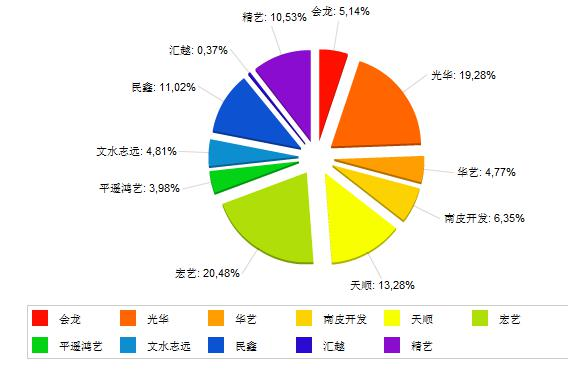 精艺: 10,53%
会龙: 5,14%
汇越: 0,37%
光华: 19,28%
民鑫: 11,02%
文水志远: 4,81%
华艺: 4,77%
平遥鸿艺: 3,98%
南皮开发: 6,35%
宏艺: 20,48%
天顺: 13,28%
会龙 光华 华艺 南皮开发 天顺 宏艺
平遥鸿艺 文水志远 民鑫 汇越 精艺